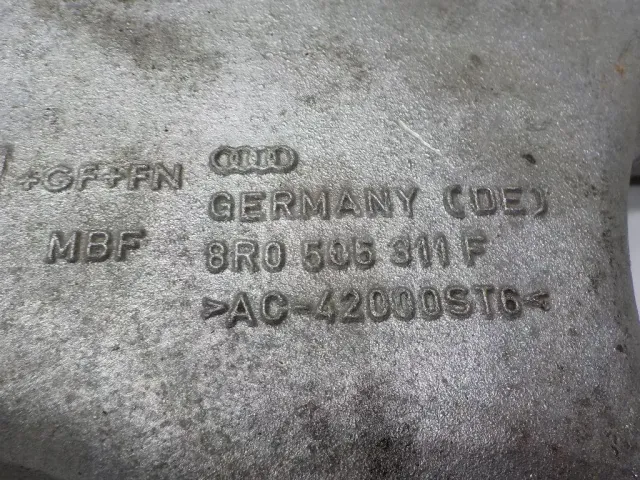 +GF+FN
GERMANY (DE)
MBF 8R0 505 311 F
>AC-42000ST6<